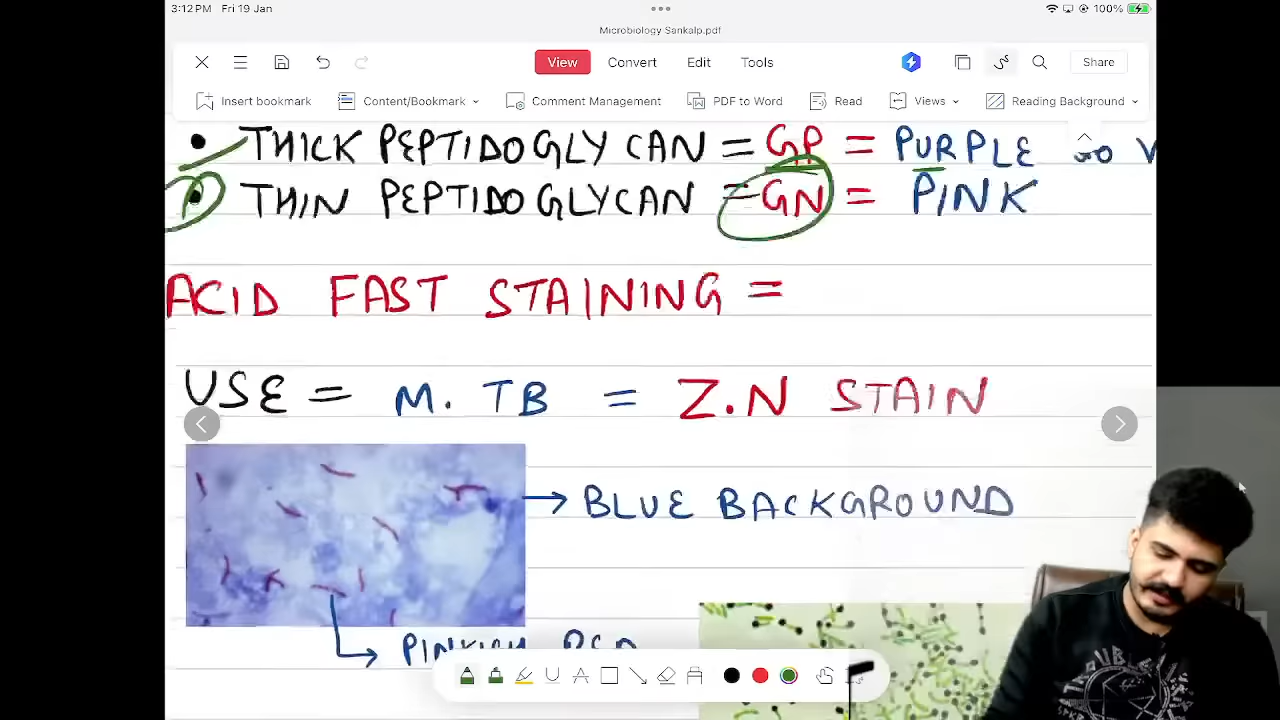 3:12 PM Fri 19 Jan
100%
Microbiology Sankalp.pdf
View Convert Edit Tools
Share
Insert bookmark Content/Bookmark Comment Management PDF to Word Read Views Reading Background
THICK PEPTIDOGLYCAN = GP = PURPLE
THIN PEPTIDOGLYCAN = GN = PINK
ACID FAST STAINING =
USE = M. TB = Z.N STAIN
BLUE BACKGROUND